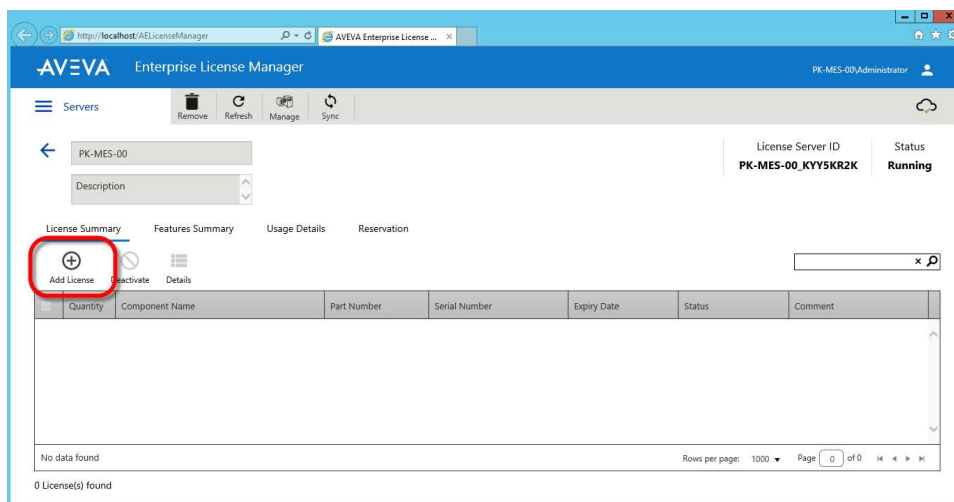 http://localhost/AELicenseManager
AVEVA Enterprise License ...
AVEVA
Enterprise License Manager
PK-MES-00\Administrator
Servers
Remove Refresh Manage Sync
PK-MES-00
Description
License Server ID Status
PK-MES-00_KYY5KR2K Running
License Summary Features Summary Usage Details Reservation
Add License Deactivate Details
Quantity Component Name Part Number Serial Number Expiry Date Status Comment
No data found
Rows per page: 1000 Page 0 of 0
0 License(s) found